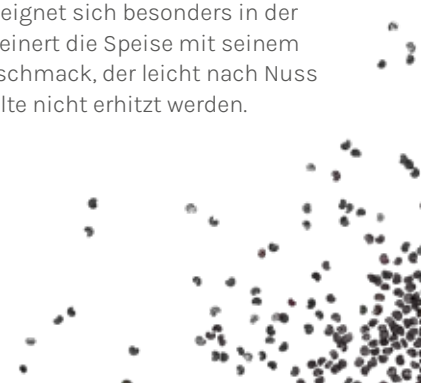 eignet sich besonders in der
einert die Speise mit seinem
schmack, der leicht nach Nuss
lte nicht erhitzt werden.